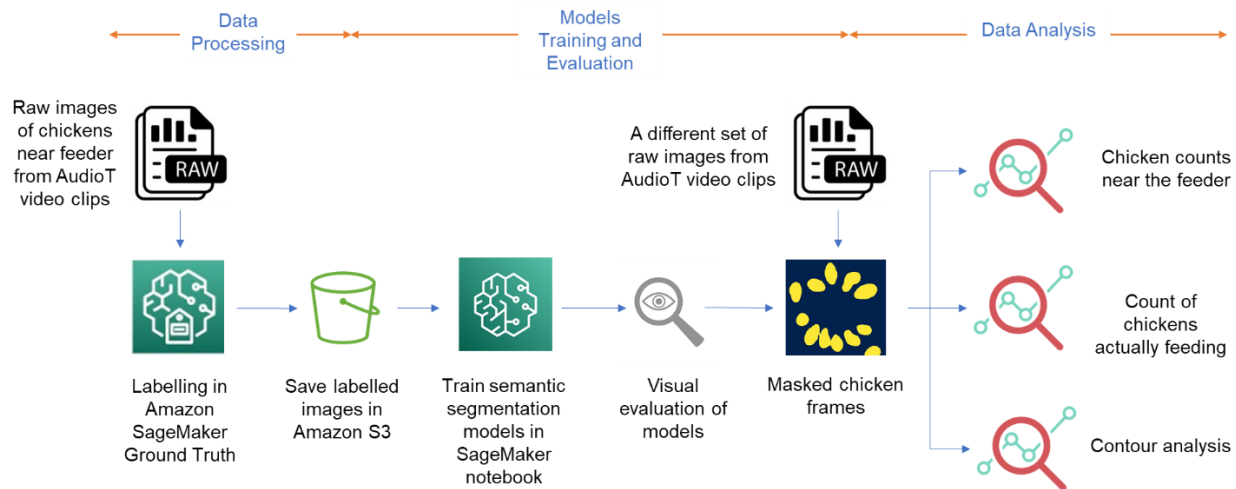 Data
Processing
Models
Training and
Evaluation
Data Analysis
Raw images
of chickens
near feeder
from AudioT
video clips
RAW
A different set of
raw images from
AudioT video clips
RAW
Chicken counts
near the feeder
Labelling in
Amazon
SageMaker
Ground Truth
Save labelled
images in
Amazon S3
Train semantic
segmentation
models in
SageMaker
notebook
Visual
evaluation of
models
Masked chicken
frames
Count of
chickens
actually feeding
Contour analysis